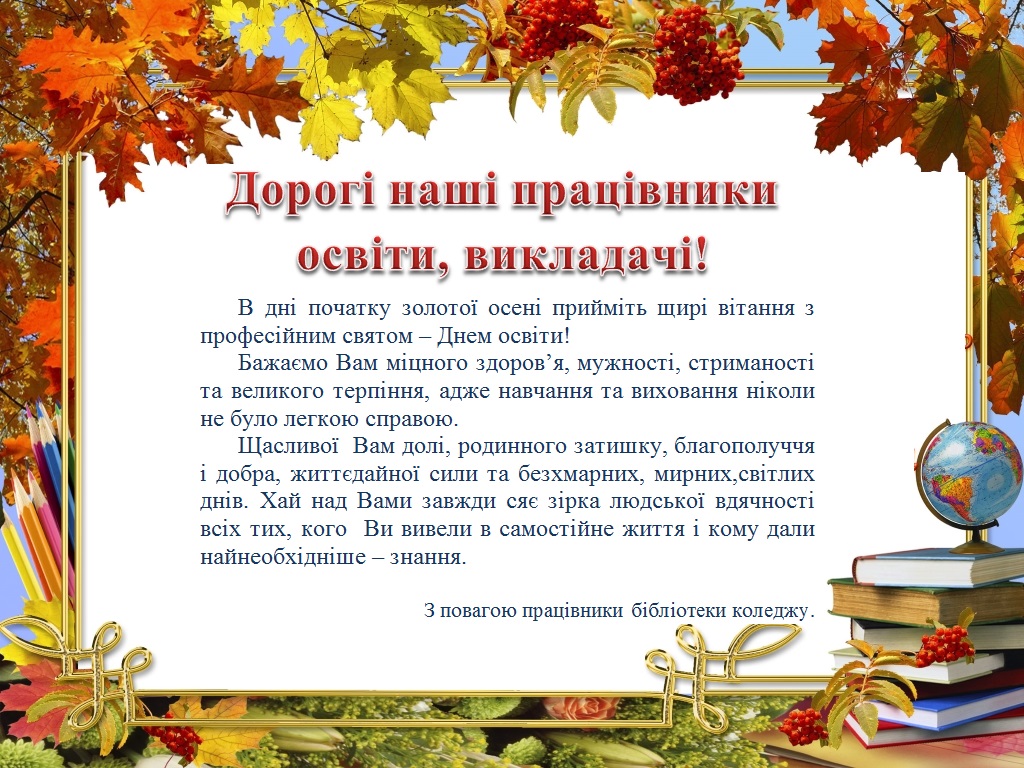 Дорогі наші працівники
освіти, викладачі!
В дні початку золотої осені прийміть щирі вітання з
професійним святом – Днем освіти!
Бажаємо Вам міцного здоров’я, мужності, стриманості
та великого терпіння, адже навчання та виховання ніколи
не було легкою справою.
Щасливої Вам долі, родинного затишку, благополуччя
і добра, життєдайної сили та безхмарних, мирних,світлих
днів. Хай над Вами завжди сяє зірка людської вдячності
всіх тих, кого Ви вивели в самостійне життя і кому дали
найнеобхідніше – знання.
З повагою працівники бібліотеки коледжу.